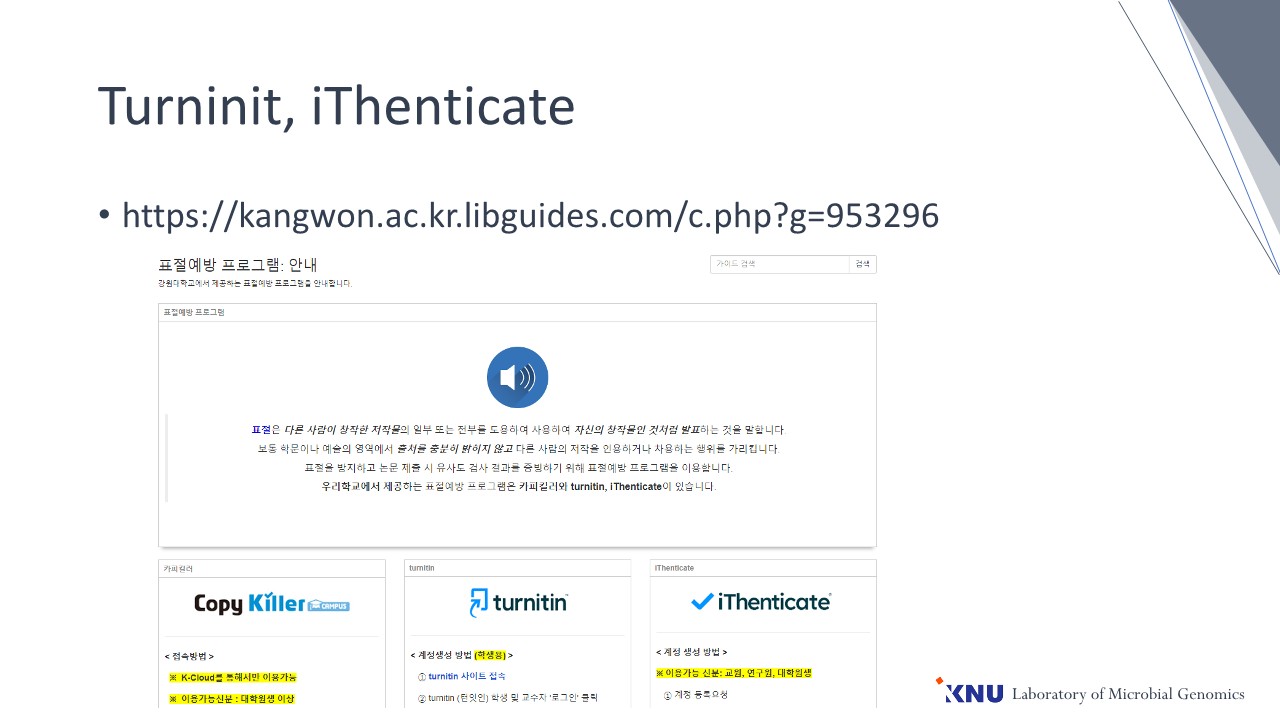 Turninit, iThenticate
• https://kangwon.ac.kr.libguides.com/c.php?g=953296
표절예방 프로그램: 안내
가이드 검색 검색
강원대학교에서 제공하는 표절예방 프로그램을 안내합니다.
표절예방 프로그램
표절은 다른 사람이 창작한 저작물의 일부 또는 전부를 도용하여 사용하여 자신의 창작물인 것처럼 발표하는 것을 말합니다.
보통 학문이나 예술의 영역에서 출처를 충분히 밝히지 않고 다른 사람의 저작을 인용하거나 차용하는 행위를 가리킵니다.
표절을 방지하고 논문 제출 시 유사도 검사 결과를 증빙하기 위해 표절예방 프로그램을 이용합니다.
우리학교에서 제공하는 표절예방 프로그램은 카피킬러와 turnitin, iThenticate이 있습니다.
카피킬러
Copy Killer CAMPUS
< 접속방법 >
※ K-Cloud를 통해서만 이용가능
※ 이용가능신분 : 대학원생 이상
turnitin
turnitin
< 계정생성 방법 (학생용) >
① turnitin 사이트 접속
② turnitin (턴잇인) 학생 및 교수자 '로그인' 클릭
iThenticate
iThenticate
< 계정 생성 방법 >
※ 이용가능 신분: 교원, 연구원, 대학원생
① 계정 등록요청
KNU Laboratory of Microbial Genomics